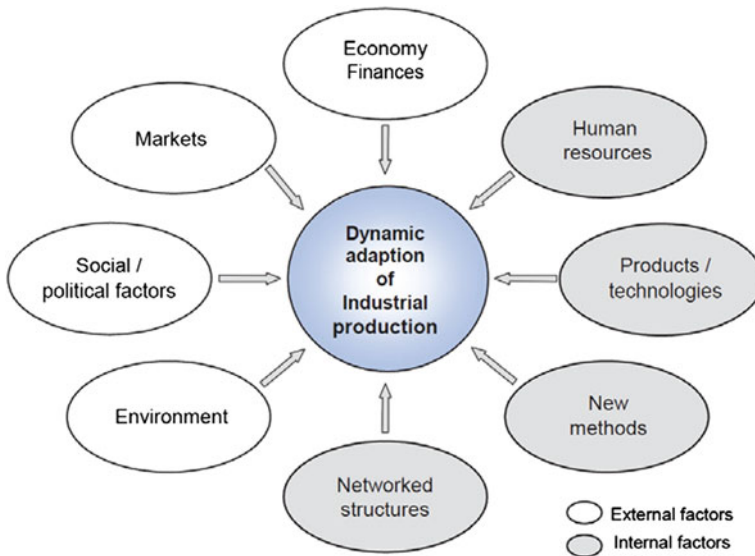 Economy
Finances
Markets
Human
resources
Dynamic
adaption
of
Industrial
production
Social /
political factors
Products /
technologies
Environment
New
methods
Networked
structures
External factors
Internal factors